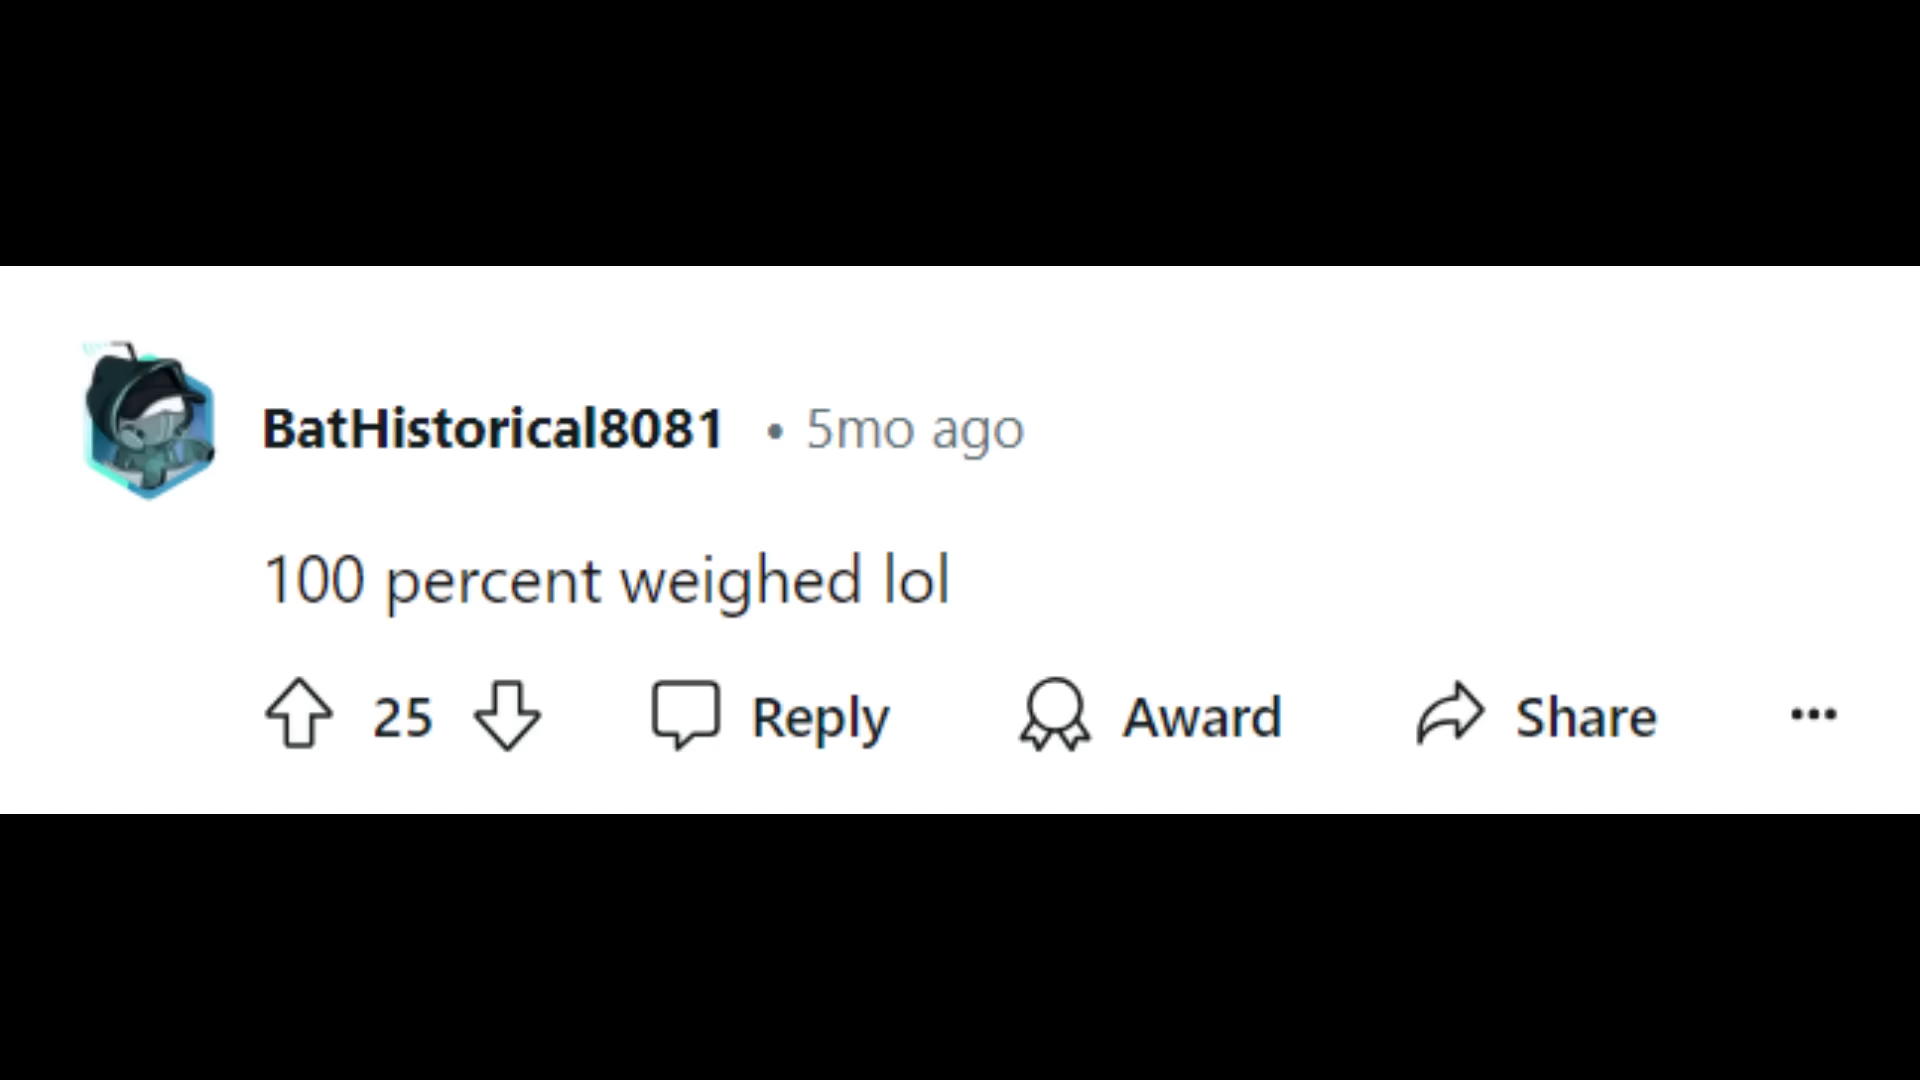 BatHistorical8081 • 5mo ago
100 percent weighed lol
25 Reply Award Share ...